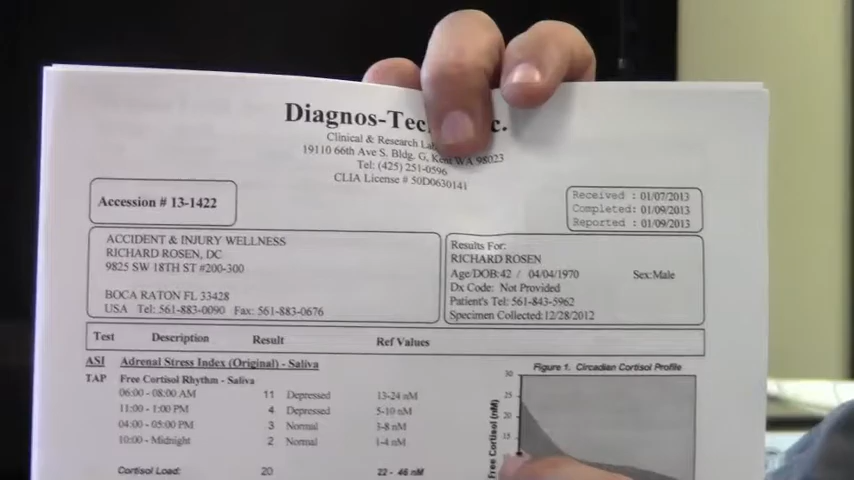 Diagnos-Tec c.
Clinical & Research La
19110 66th Ave S. Bldg. G, Kent WA 98023
Tel: (425) 251-0596
CLIA License # 50D0630141
Accession # 13-1422
Received : 01/07/2013
Completed: 01/09/2013
Reported : 01/09/2013
ACCIDENT & INJURY WELLNESS
RICHARD ROSEN, DC
9825 SW 18TH ST #200-300
BOCA RATON FL 33428
USA Tel: 561-883-0090 Fax: 561-883-0676
Results For:
RICHARD ROSEN
Age/DOB:42 / 04/04/1970 Sex:Male
Dx Code: Not Provided
Patient's Tel: 561-843-5962
Specimen Collected:12/28/2012
Test Description Result Ref Values
ASI Adrenal Stress Index (Original) - Saliva
TAP Free Cortisol Rhythm - Saliva
06:00 - 08:00 AM 11 Depressed 13-24 nM
11:00 - 1:00 PM 4 Depressed 5-10 nM
04:00 - 05:00 PM 3 Normal 3-8 nM
10:00 - Midnight 2 Normal 1-4 nM
Cortisol Load: 20 22 - 46 nM
Figure 1. Circadian Cortisol Profile
Free Cortisol (nM)
30
25
20
15